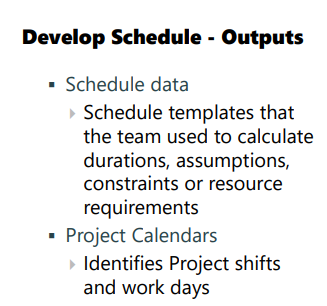 Develop Schedule - Outputs
▪ Schedule data
Schedule templates that
the team used to calculate
durations, assumptions,
constraints or resource
requirements
▪ Project Calendars
Identifies Project shifts
and work days